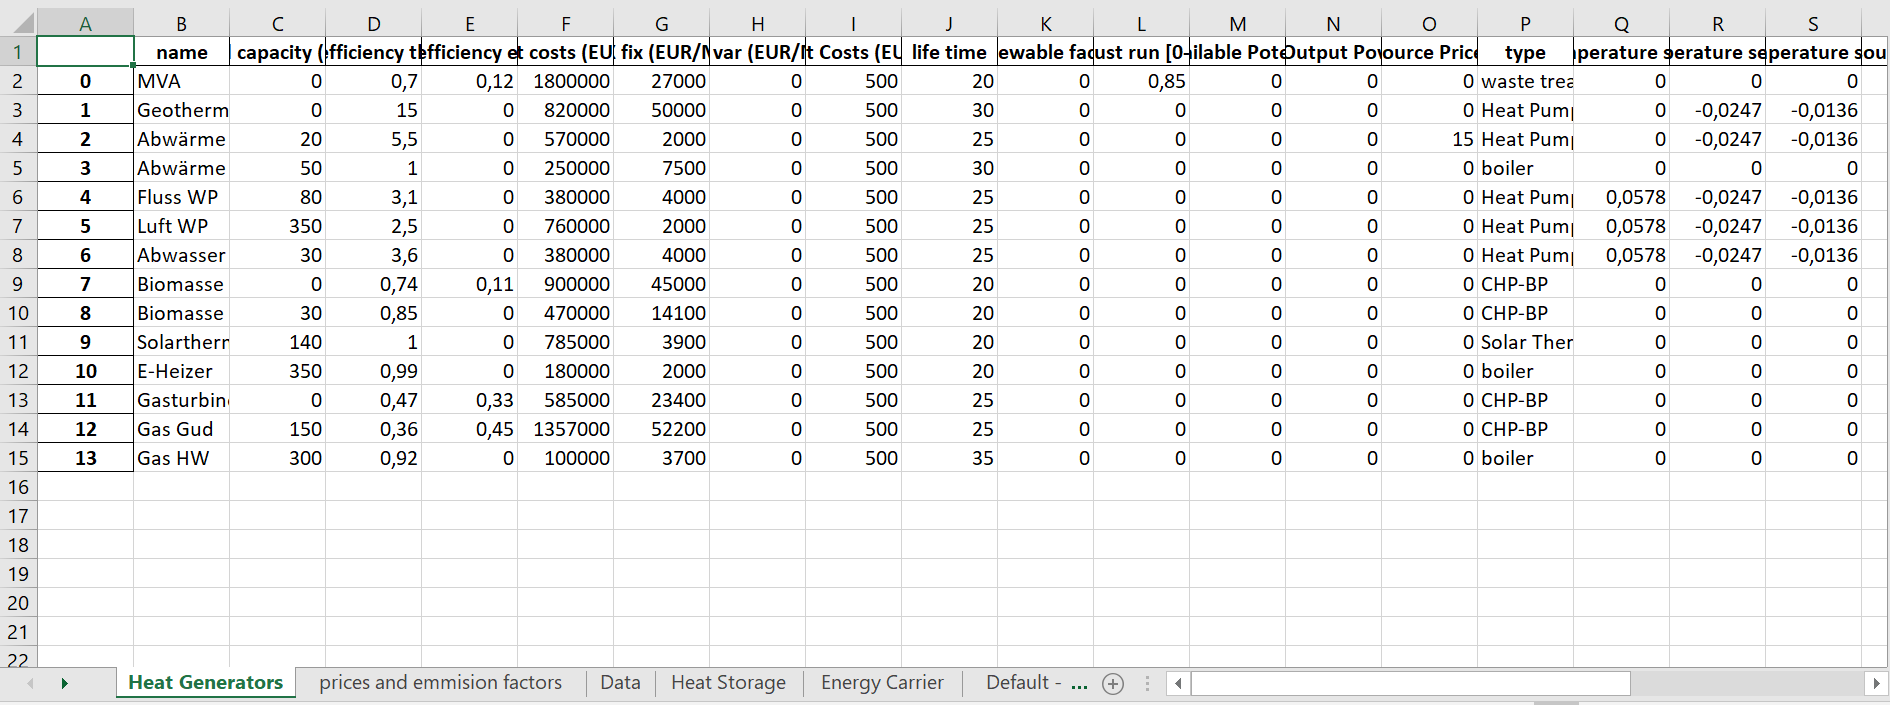 A B C D E F G H I J K L M N O P Q R S
1 name capacity ( fficiency t fficiency e t costs (EU fix (EUR/ var (EUR/ t Costs (EU life time ewable fac ust run [0- ilable Pote Output Po ource Price type perature s perature se perature s ou
2 0 MVA 0 0,7 0,12 1800000 27000 0 500 20 0 0,85 0 0 0 waste trea 0 0 0
3 1 Geotherm 0 15 0 820000 50000 0 500 30 0 0 0 0 0 Heat Pum 0 -0,0247 -0,0136
4 2 Abwärme 20 5,5 0 570000 2000 0 500 25 0 0 0 0 15 Heat Pum 0 -0,0247 -0,0136
5 3 Abwärme 50 1 0 250000 7500 0 500 30 0 0 0 0 0 boiler 0 0 0
6 4 Fluss WP 80 3,1 0 380000 4000 0 500 25 0 0 0 0 0 Heat Pum 0,0578 -0,0247 -0,0136
7 5 Luft WP 350 2,5 0 760000 2000 0 500 25 0 0 0 0 0 Heat Pum 0,0578 -0,0247 -0,0136
8 6 Abwasser 30 3,6 0 380000 4000 0 500 25 0 0 0 0 0 Heat Pum 0,0578 -0,0247 -0,0136
9 7 Biomasse 0 0,74 0,11 900000 45000 0 500 20 0 0 0 0 0 CHP-BP 0 0 0
10 8 Biomasse 30 0,85 0 470000 14100 0 500 20 0 0 0 0 0 CHP-BP 0 0 0
11 9 Solartherm 140 1 0 785000 3900 0 500 20 0 0 0 0 0 Solar Ther 0 0 0
12 10 E-Heizer 350 0,99 0 180000 2000 0 500 20 0 0 0 0 0 boiler 0 0 0
13 11 Gasturbin 0 0,47 0,33 585000 23400 0 500 25 0 0 0 0 0 CHP-BP 0 0 0
14 12 Gas Gud 150 0,36 0,45 1357000 52200 0 500 25 0 0 0 0 0 CHP-BP 0 0 0
15 13 Gas HW 300 0,92 0 100000 3700 0 500 35 0 0 0 0 0 boiler 0 0 0
16
17
18
19
20
21
22
Heat Generators prices and emmision factors Data Heat Storage Energy Carrier Default - ...